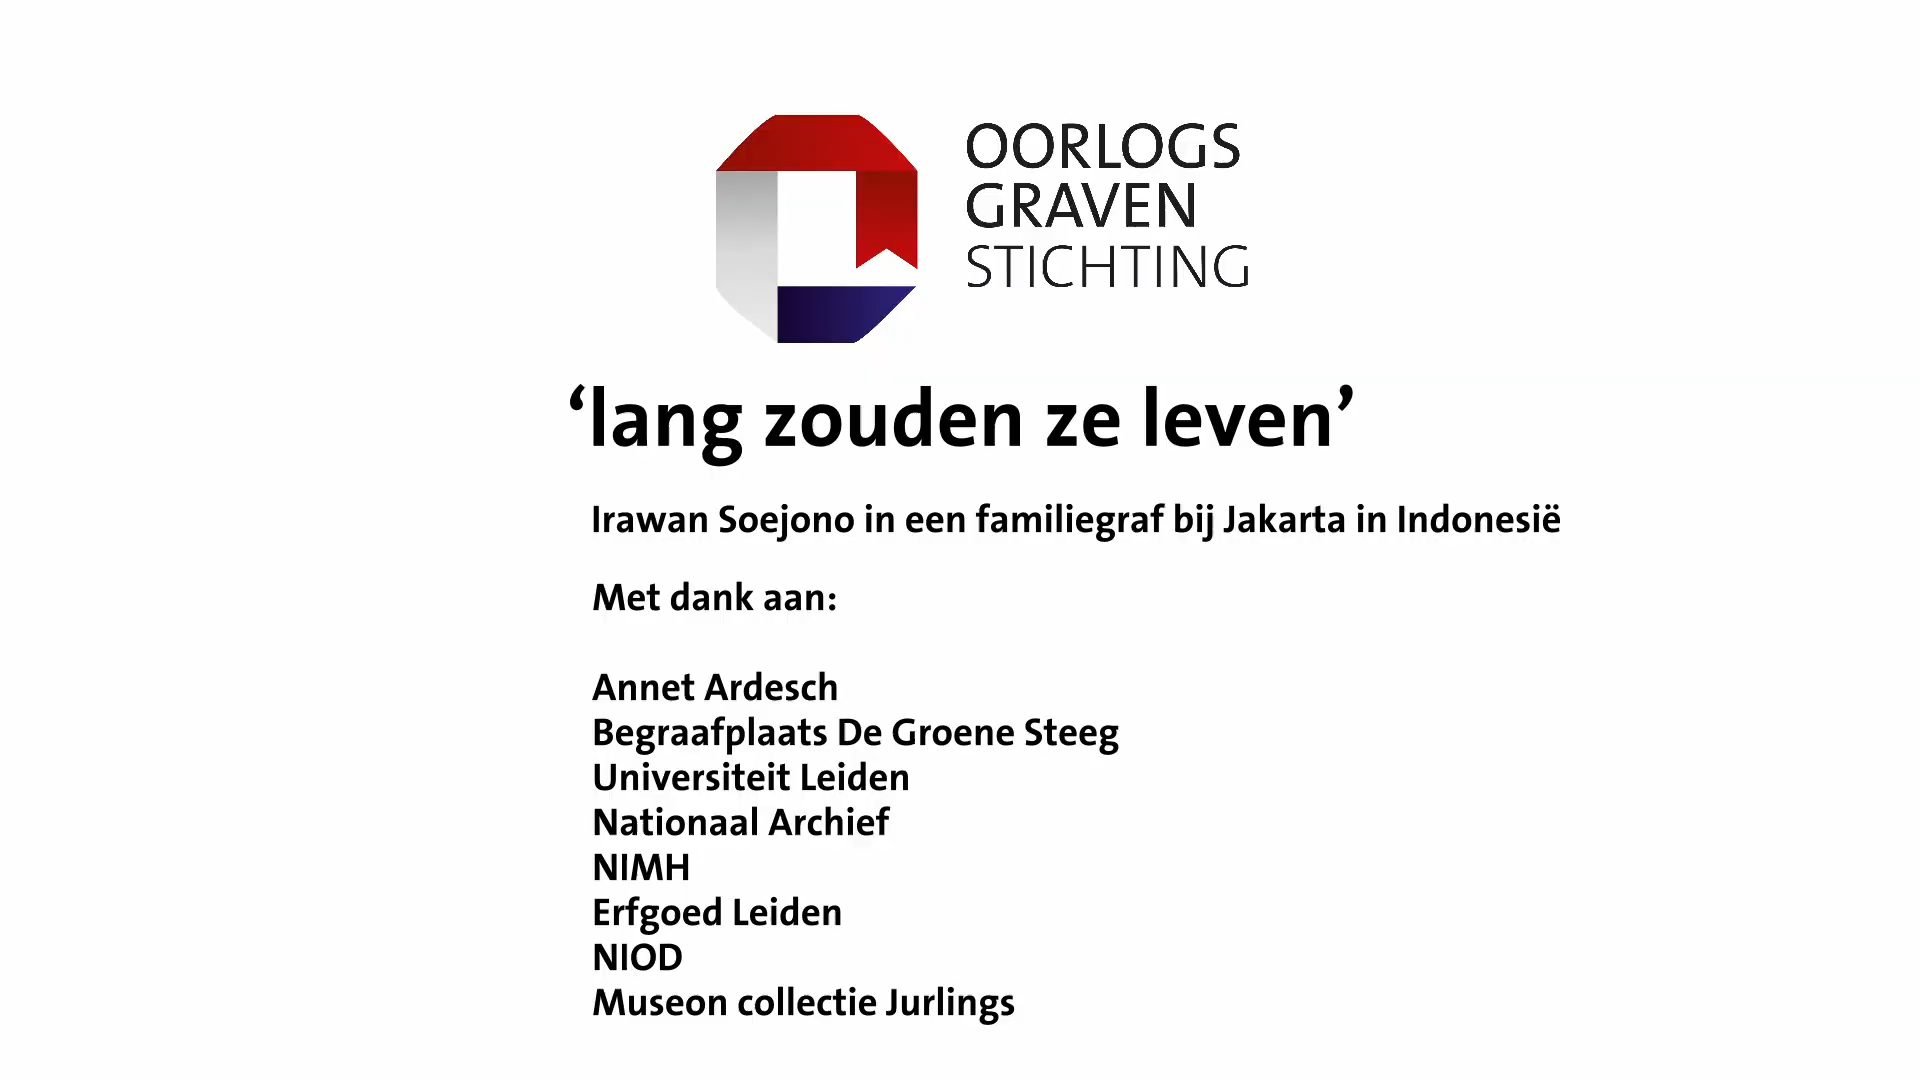 OORLOGS
GRAVEN
STICHTING
‘lang zouden ze leven’
Irawan Soejono in een familiegraf bij Jakarta in Indonesië
Met dank aan:
Annet Ardesch
Begraafplaats De Groene Steeg
Universiteit Leiden
Nationaal Archief
NIMH
Erfgoed Leiden
NIOD
Museon collectie Jurlings